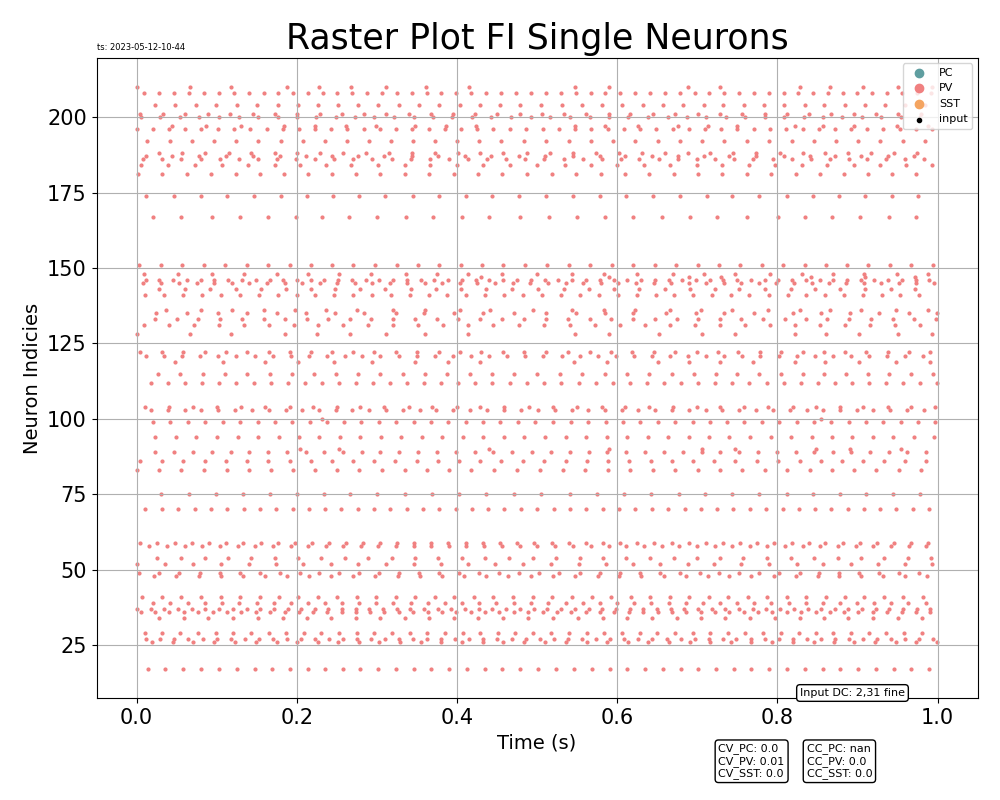 Raster Plot FI Single Neurons
ts: 2023-05-12-10-44
PC
PV
SST
input
200
175
150
125
100
75
50
25
Neuron Indicies
Input DC: 2,31 fine
0.0 0.2 0.4 0.6 0.8 1.0
Time (s)
CV_PC: 0.0
CV_PV: 0.01
CV_SST: 0.0
CC_PC: nan
CC_PV: 0.0
CC_SST: 0.0